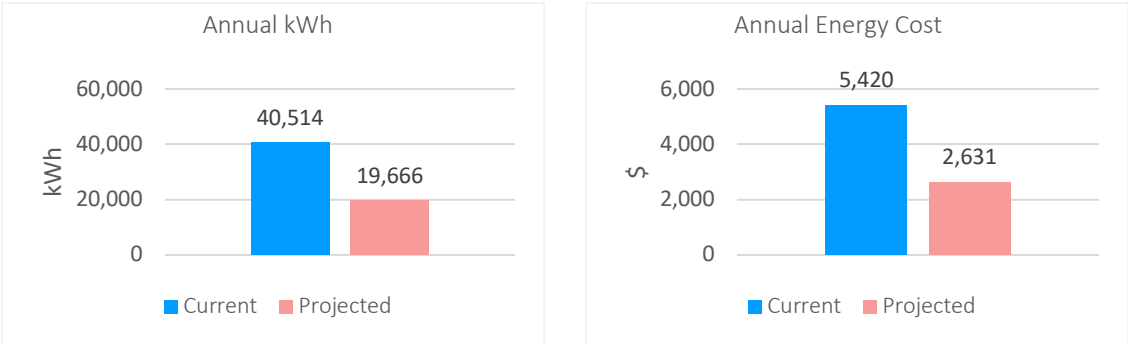 Annual kWh
60,000
40,000
20,000
0
kWh
40,514
19,666
Current Projected
Annual Energy Cost
6,000
4,000
2,000
0
$
5,420
2,631
Current Projected